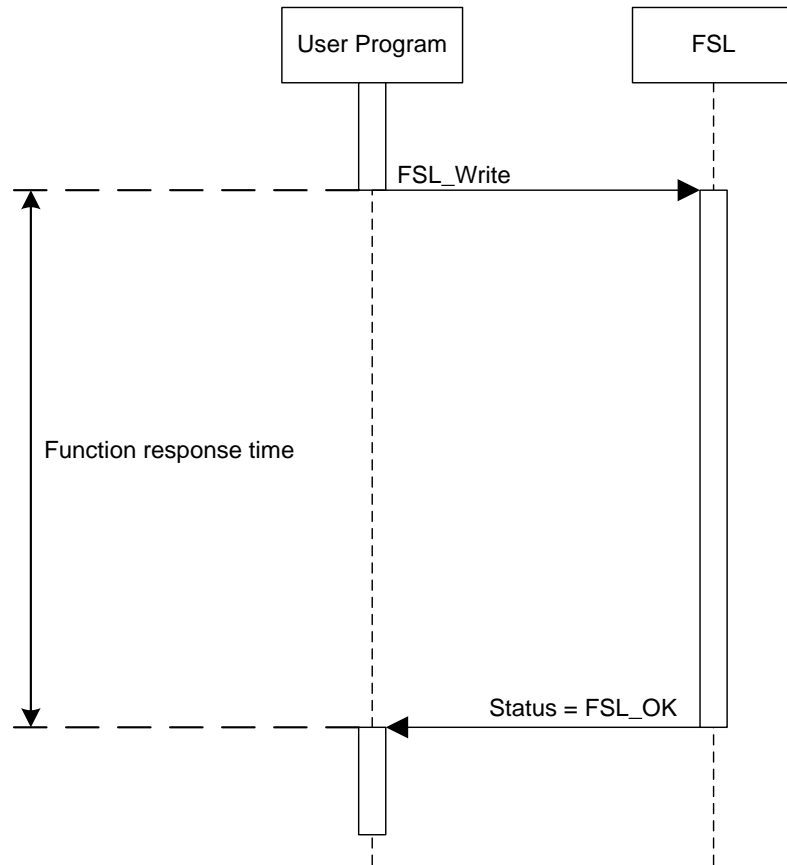 User Program
FSL
FSL_Write
Function response time
Status = FSL_OK